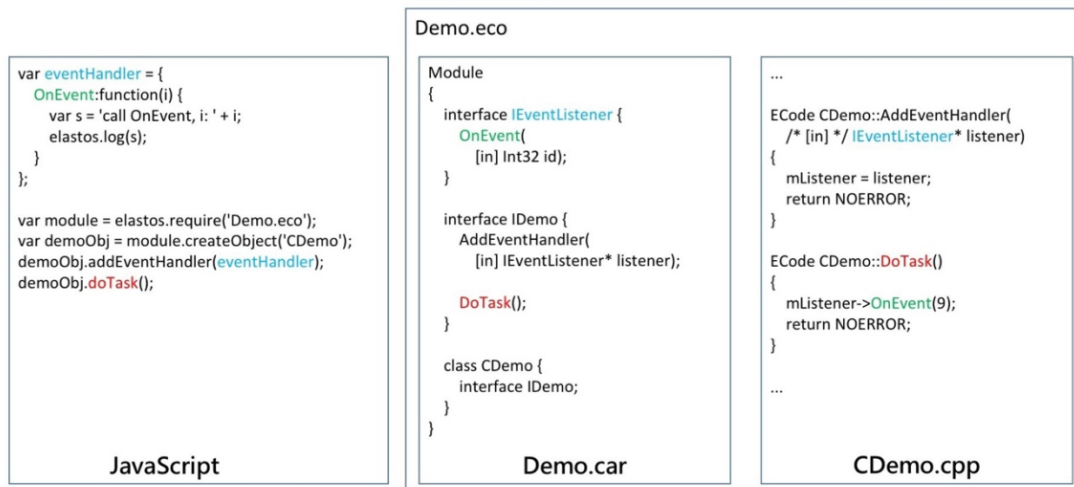 Demo.eco
var eventHandler = {
OnEvent:function(i) {
var s = 'call OnEvent, i: ' + i;
elastos.log(s);
}
};
var module = elastos.require('Demo.eco');
var demoObj = module.createObject('CDemo');
demoObj.addEventHandler(eventHandler);
demoObj.doTask();
JavaScript
Module
{
interface IEventListener {
OnEvent(
[in] Int32 id);
}
interface IDemo {
AddEventHandler(
[in] IEventListener* listener);
DoTask();
}
class CDemo {
interface IDemo;
}
}
Demo.car
...
ECode CDemo::AddEventHandler(
/* [in] */ IEventListener* listener)
{
mListener = listener;
return NOERROR;
}
ECode CDemo::DoTask()
{
mListener->OnEvent(9);
return NOERROR;
}
...
CDemo.cpp